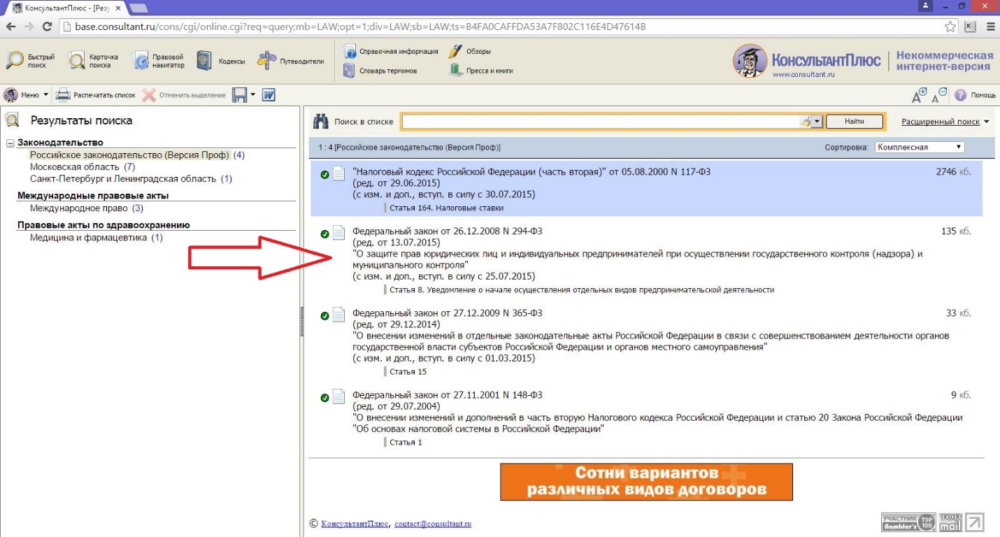 КонсультантПлюс - [Резу
base.consultant.ru/cons/cgi/online.cgi?req=query;mb=LAW;opt=1;div=LAW;sb=LAW;ts=B4FA0CAFFDA53A7F802C116E4D47614B
Быстрый поиск
Карточка поиска
Правовой навигатор
Кодексы
Путеводители
Справочная информация
Обзоры
Словарь терминов
Пресса и книги
КонсультантПлюс
www.consultant.ru
Некоммерческая
интернет-версия
Меню
Распечатать список
Отменить выделение
Помощь
Результаты поиска
Законодательство
Российское законодательство (Версия Проф) (4)
Московская область (7)
Санкт-Петербург и Ленинградская область (1)
Международные правовые акты
Международное право (3)
Правовые акты по здравоохранению
Медицина и фармацевтика (1)
Поиск в списке
Найти
Расширенный поиск
1 : 4 [Российское законодательство (Версия Проф)]
Сортировка: Комплексная
"Налоговый кодекс Российской Федерации (часть вторая)" от 05.08.2000 N 117-ФЗ 2746 кб.
(ред. от 29.06.2015)
(с изм. и доп., вступ. в силу с 30.07.2015)
Статья 164. Налоговые ставки
Федеральный закон от 26.12.2008 N 294-ФЗ 135 кб.
(ред. от 13.07.2015)
"О защите прав юридических лиц и индивидуальных предпринимателей при осуществлении государственного контроля (надзора) и
муниципального контроля"
(с изм. и доп., вступ. в силу с 25.07.2015)
Статья 8. Уведомление о начале осуществления отдельных видов предпринимательской деятельности
Федеральный закон от 27.12.2009 N 365-ФЗ 33 кб.
(ред. от 29.12.2014)
"О внесении изменений в отдельные законодательные акты Российской Федерации в связи с совершенствованием деятельности органов
государственной власти субъектов Российской Федерации и органов местного самоуправления"
(с изм. и доп., вступ. в силу с 01.03.2015)
Статья 15
Федеральный закон от 27.11.2001 N 148-ФЗ 9 кб.
(ред. от 29.07.2004)
"О внесении изменений и дополнений в часть вторую Налогового кодекса Российской Федерации и статью 20 Закона Российской Федерации
"Об основах налоговой системы в Российской Федерации"
Статья 1
Сотни вариантов
различных видов договоров
© КонсультантПлюс, contact@consultant.ru
УЧАСТНИК
Rambler's
TOP 100
TOP mail